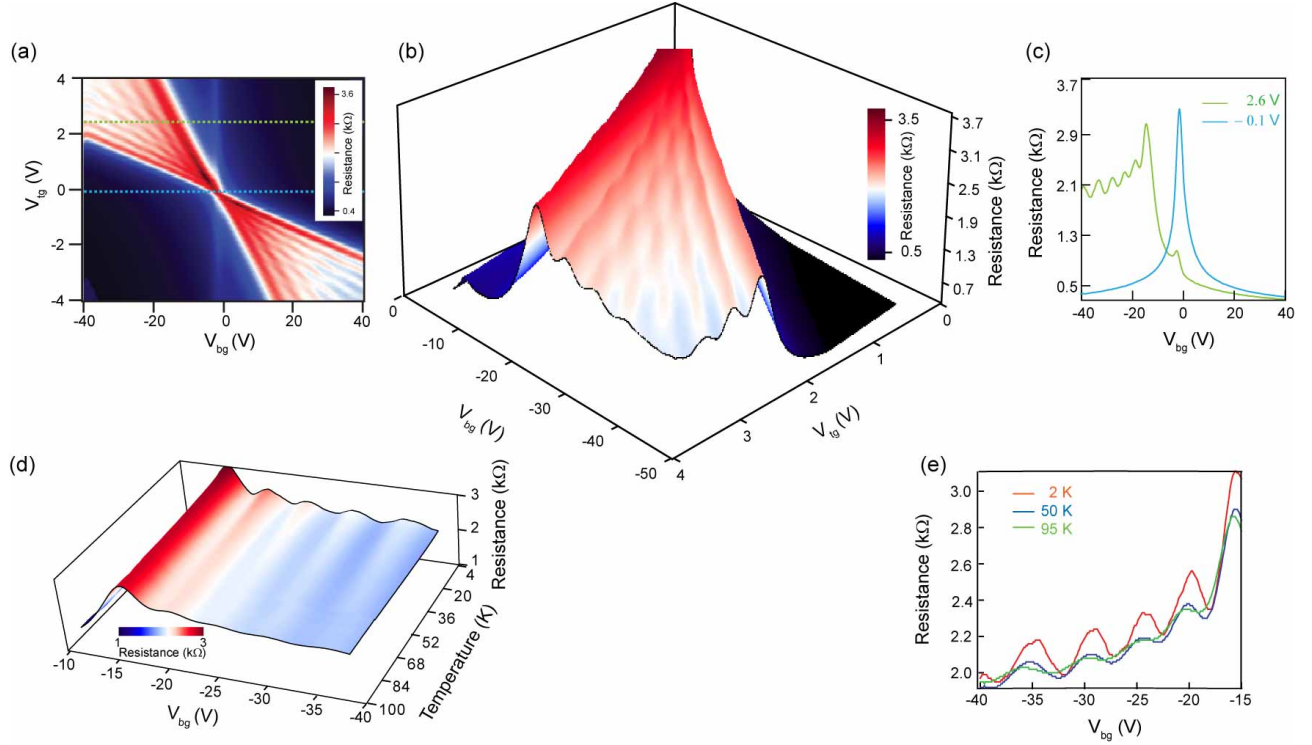 (a)
4
2
0
-2
-4
V_tg (V)
-40
-20
0
20
40
V_bg (V)
3.6
0.4
Resistance (kΩ)
(b)
0
-10
-20
-30
-40
-50
V_bg (V)
4
3
2
1
0
V_tg (V)
3.7
3.1
2.5
1.9
1.3
0.7
Resistance (kΩ)
3.5
0.5
Resistance (kΩ)
(c)
3.7
2.9
2.1
1.3
0.5
Resistance (kΩ)
2.6 V
– 0.1 V
-40
-20
0
20
40
V_bg (V)
(d)
3
2
1
Resistance (kΩ)
4
20
36
52
68
84
100
Temperature (K)
1
3
Resistance (kΩ)
-10
-15
-20
-25
-30
-35
-40
V_bg (V)
(e)
3.0
2.8
2.6
2.4
2.2
2.0
Resistance (kΩ)
2 K
50 K
95 K
-40
-35
-30
-25
-20
-15
V_bg (V)